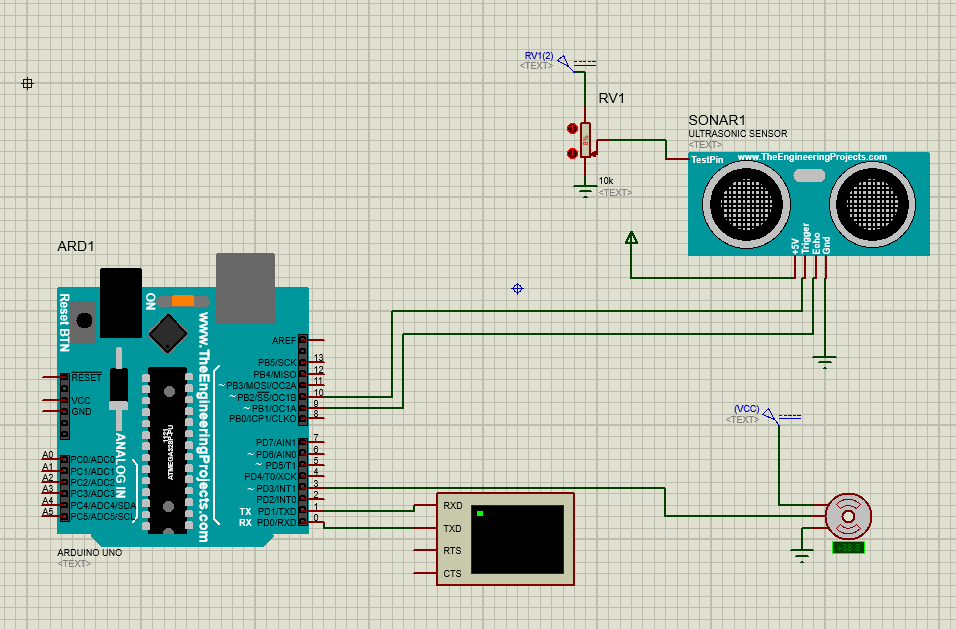 RV1(2)
<TEXT>
RV1
10k
<TEXT>
SONAR1
ULTRASONIC SENSOR
<TEXT>
TestPin
www.TheEngineeringProjects.com
+5V
Trigger
Echo
Gnd
ARD1
Reset BTN
ON
www.TheEngineeringProjects.com
RESET
VCC
GND
ANALOG IN
ATMEGA328P-PU
1121
A0 PC0/ADC0
A1 PC1/ADC1
A2 PC2/ADC2
A3 PC3/ADC3
A4 PC4/ADC4/SDA
A5 PC5/ADC5/SCL
AREF
PB5/SCK 13
PB4/MISO 12
~PB3/MOSI/OC2A 11
~PB2/SS/OC1B 10
~PB1/OC1A 9
PB0/ICP1/CLKO 8
PD7/AIN1 7
~PD6/AIN0 6
~PD5/T1 5
PD4/T0/XCK 4
~PD3/INT1 3
PD2/INT0 2
TX PD1/TXD 1
RX PD0/RXD 0
ARDUINO UNO
<TEXT>
RXD
TXD
RTS
CTS
(VCC)
<TEXT>